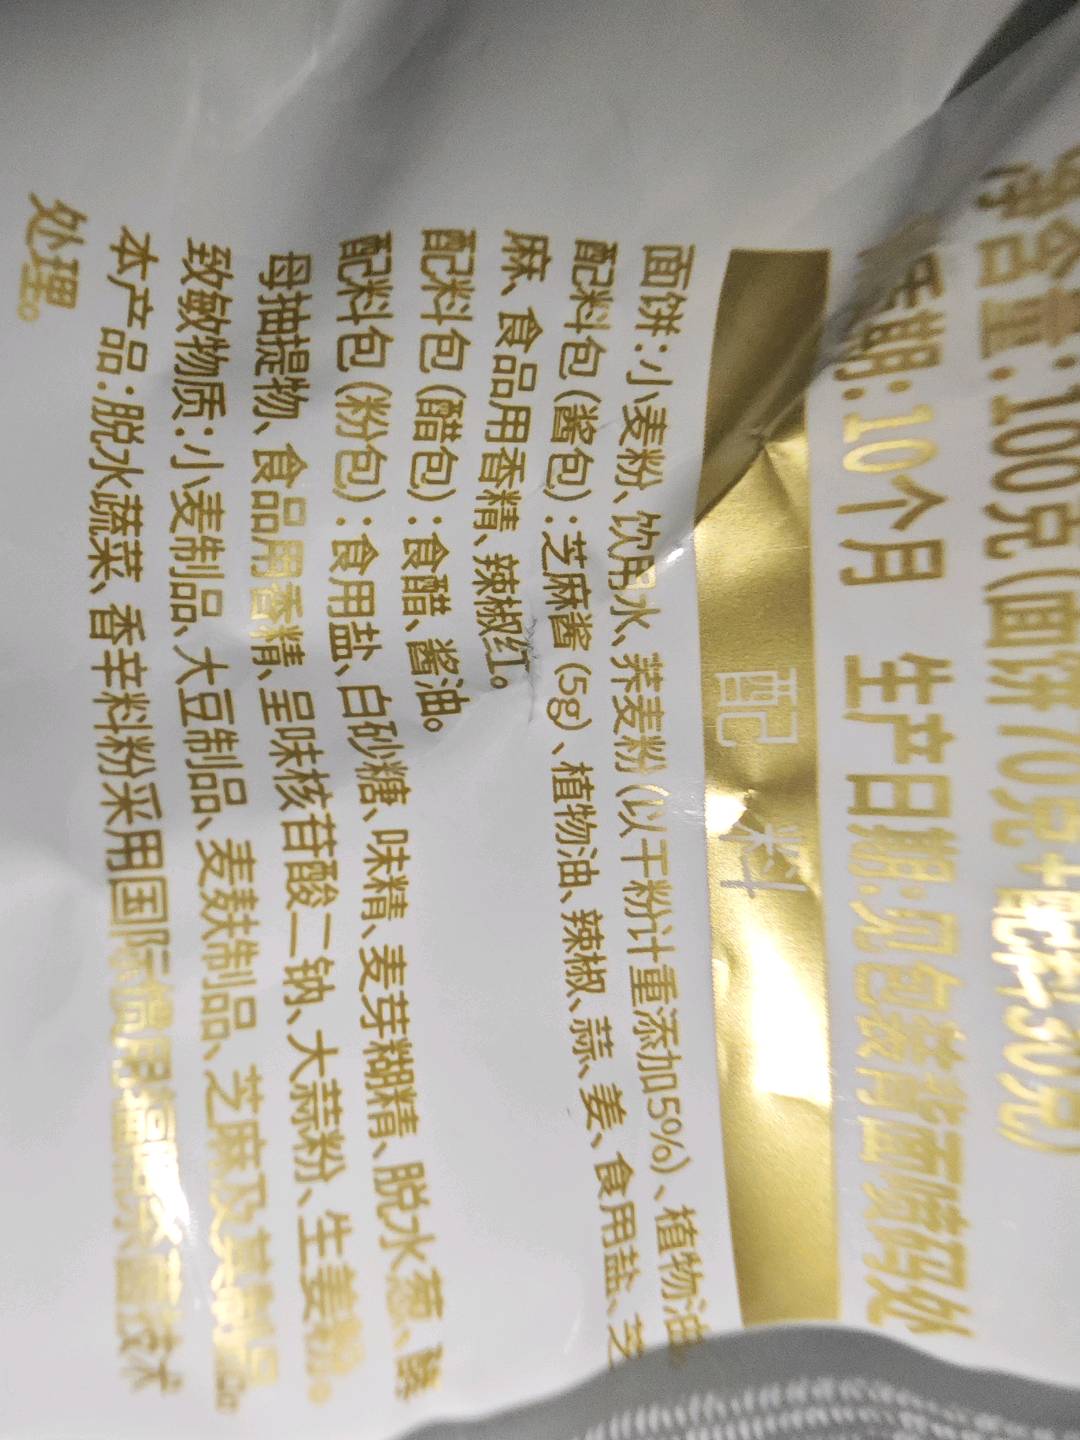 净含量:100克(面饼70克+配料30克)
保质期:10个月 生产日期:见包装背面喷码处
配料
面饼:小麦粉、饮用水、荞麦粉(以干粉计重添加5%)、植物油
配料包(酱包):芝麻酱(5g)、植物油、辣椒、蒜、姜、食用盐、芝
麻、食品用香精、辣椒红。
配料包(醋包):食醋、酱油。
配料包(粉包):食用盐、白砂糖、味精、麦芽糊精、脱水葱、酵
母抽提物、食品用香精、呈味核苷酸二钠、大蒜粉、生姜粉。
致敏物质:小麦制品、大豆制品、麦麸制品、芝麻及其制品。
本产品:脱水蔬菜、香辛料粉采用国际惯用辐照杀菌技术
处理。